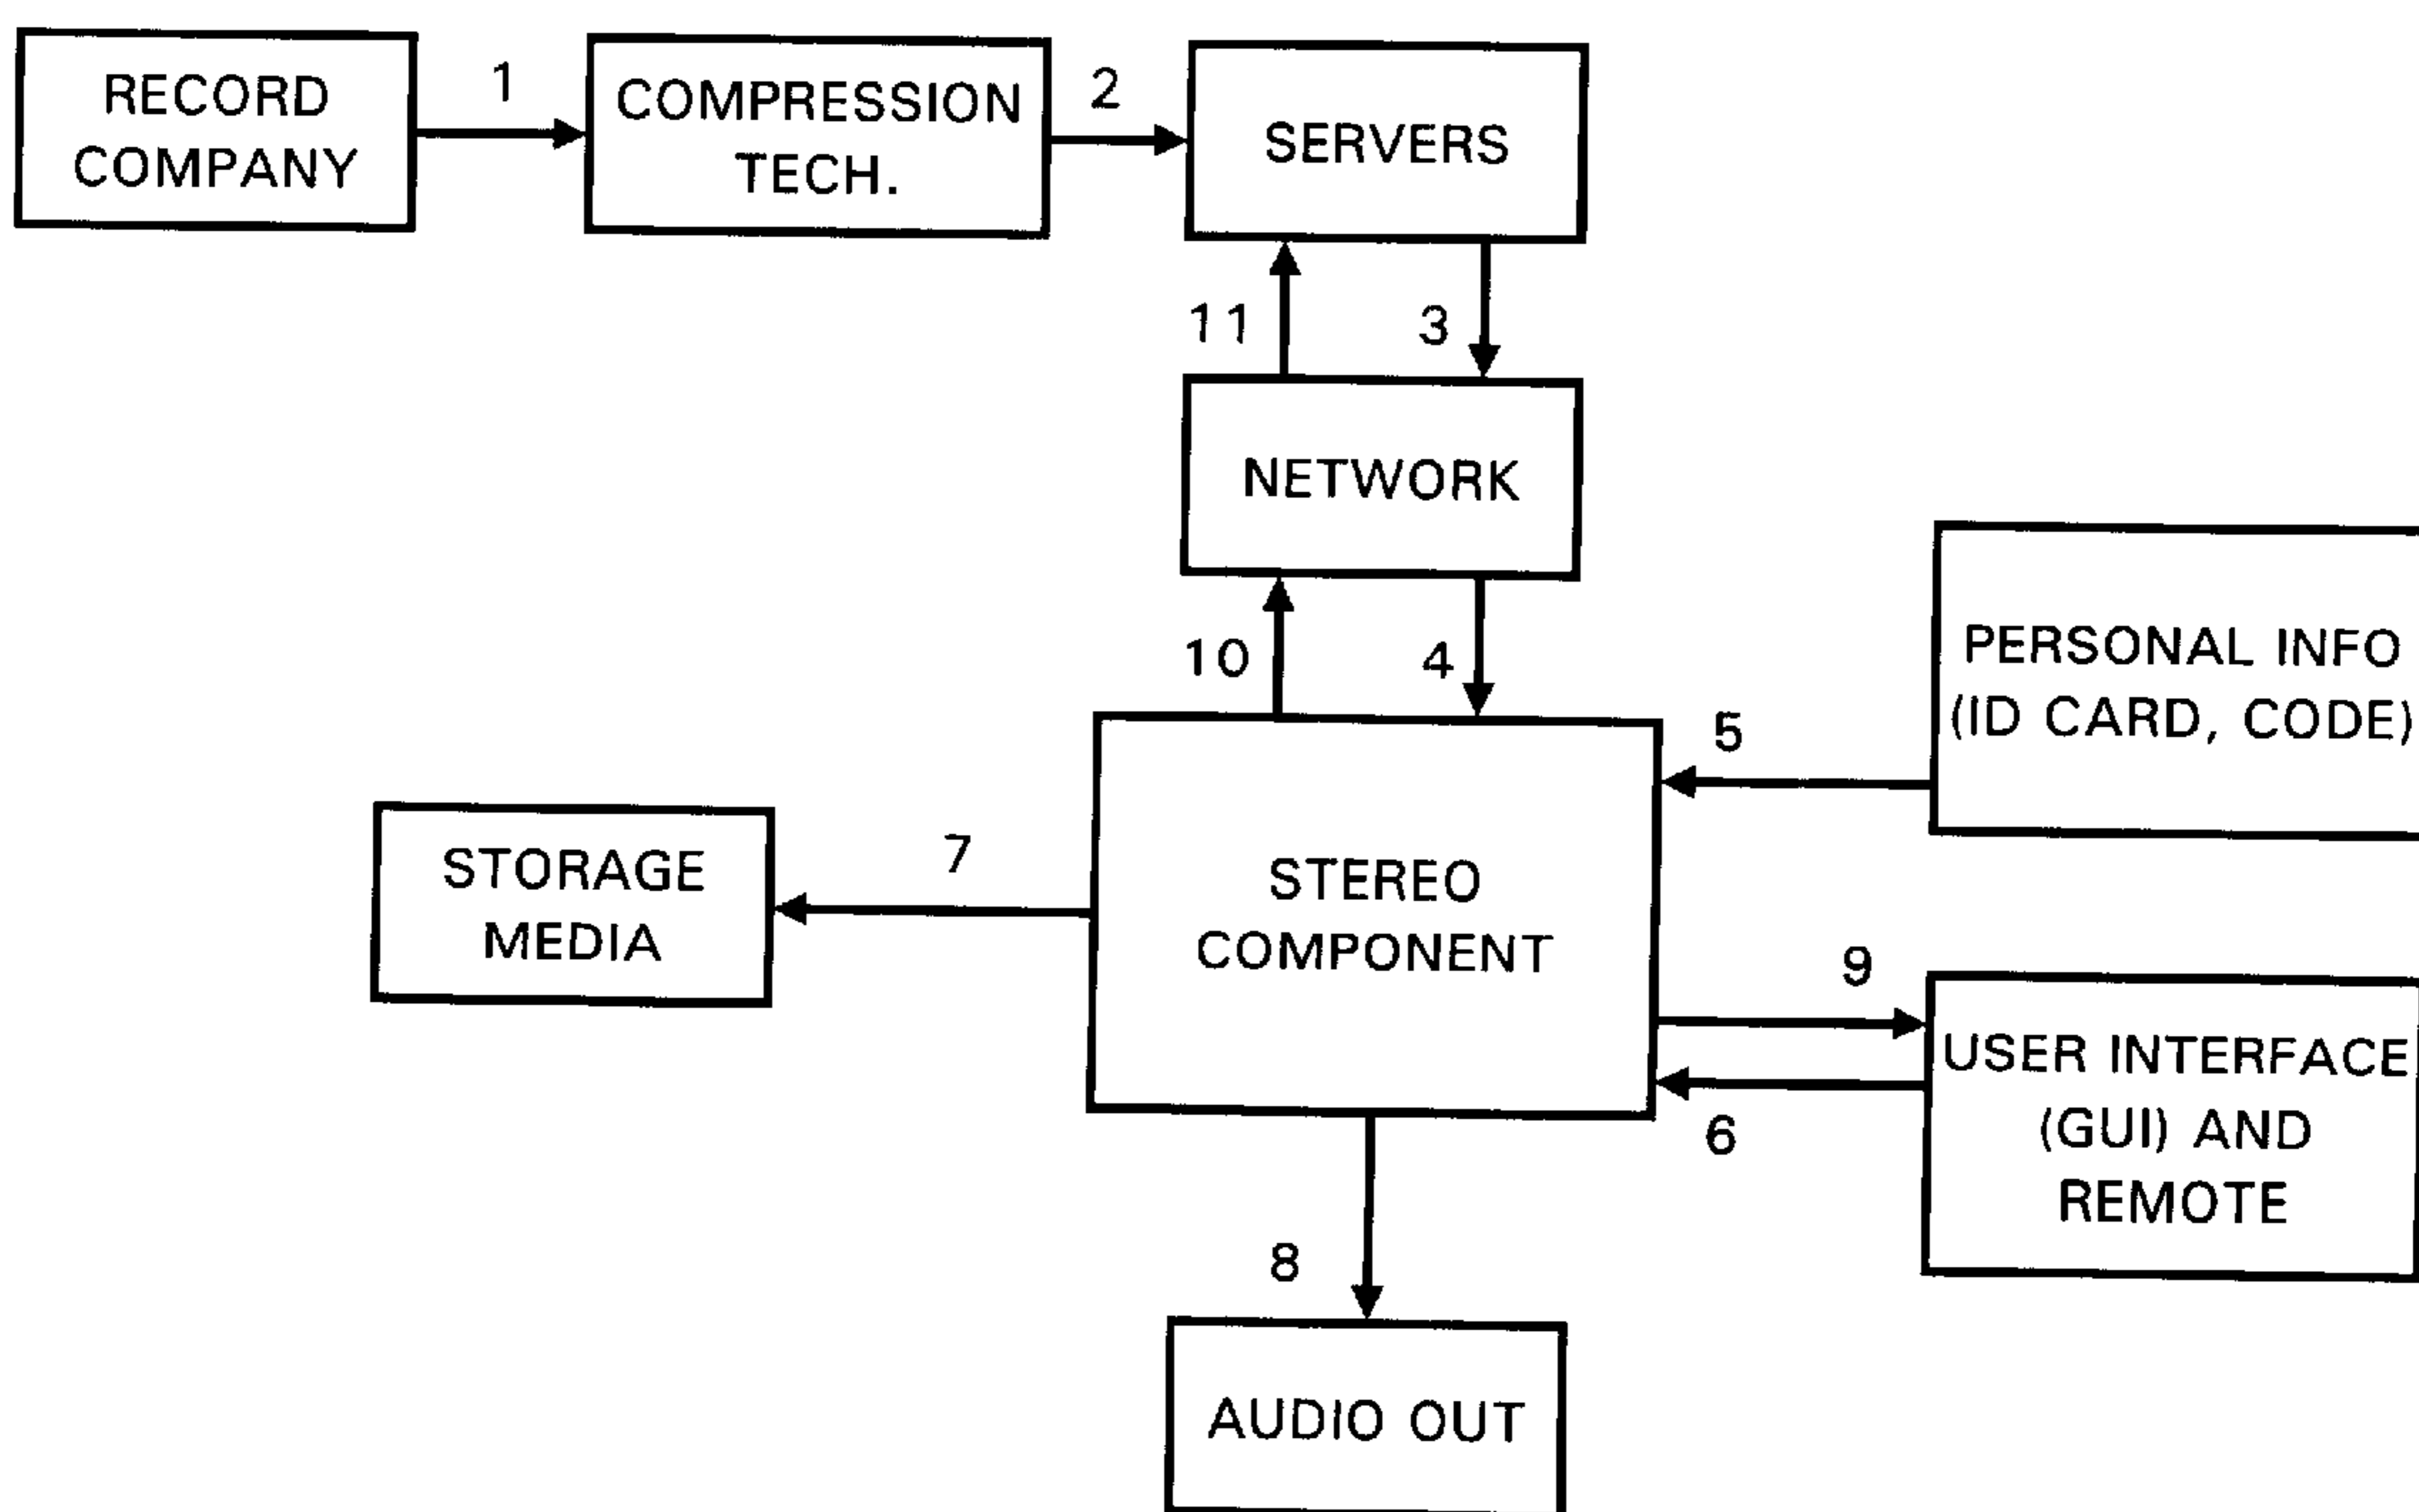 RECORD
COMPANY
1
COMPRESSION
TECH.
2
SERVERS
11
3
NETWORK
10
4
PERSONAL INFO
(ID CARD, CODE)
5
STORAGE
MEDIA
7
STEREO
COMPONENT
9
USER INTERFACE
(GUI) AND
REMOTE
6
8
AUDIO OUT